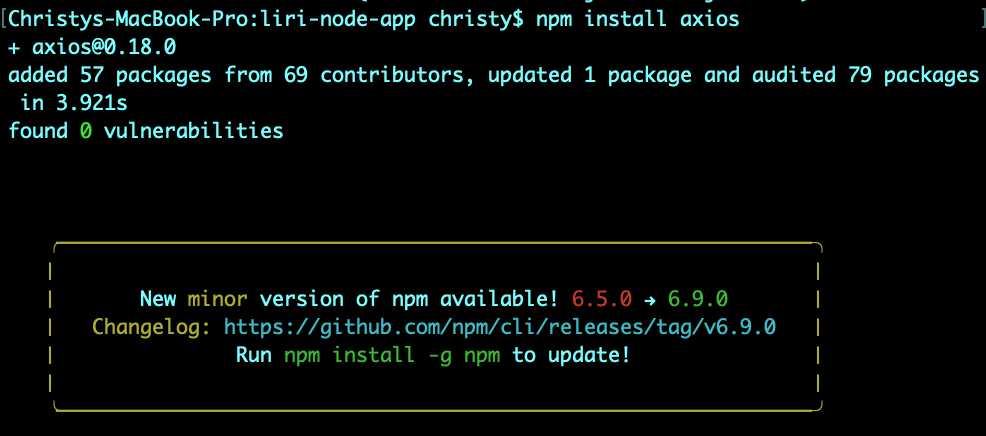 [Christys-MacBook-Pro:liri-node-app christy$ npm install axios ]
+ axios@0.18.0
added 57 packages from 69 contributors, updated 1 package and audited 79 packages
in 3.921s
found 0 vulnerabilities
New minor version of npm available! 6.5.0 → 6.9.0
Changelog: https://github.com/npm/cli/releases/tag/v6.9.0
Run npm install -g npm to update!